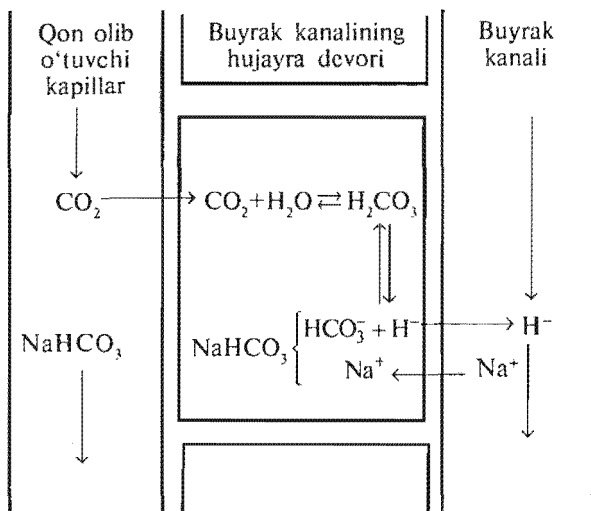 Qon olib
o‘tuvchi
kapillar
Buyrak kanalining
hujayra devori
Buyrak
kanali
CO₂
CO₂+H₂O⇄H₂CO₃
NaHCO₃
NaHCO₃{
HCO₃⁻ + H⁻
Na⁺
H⁻
Na⁺